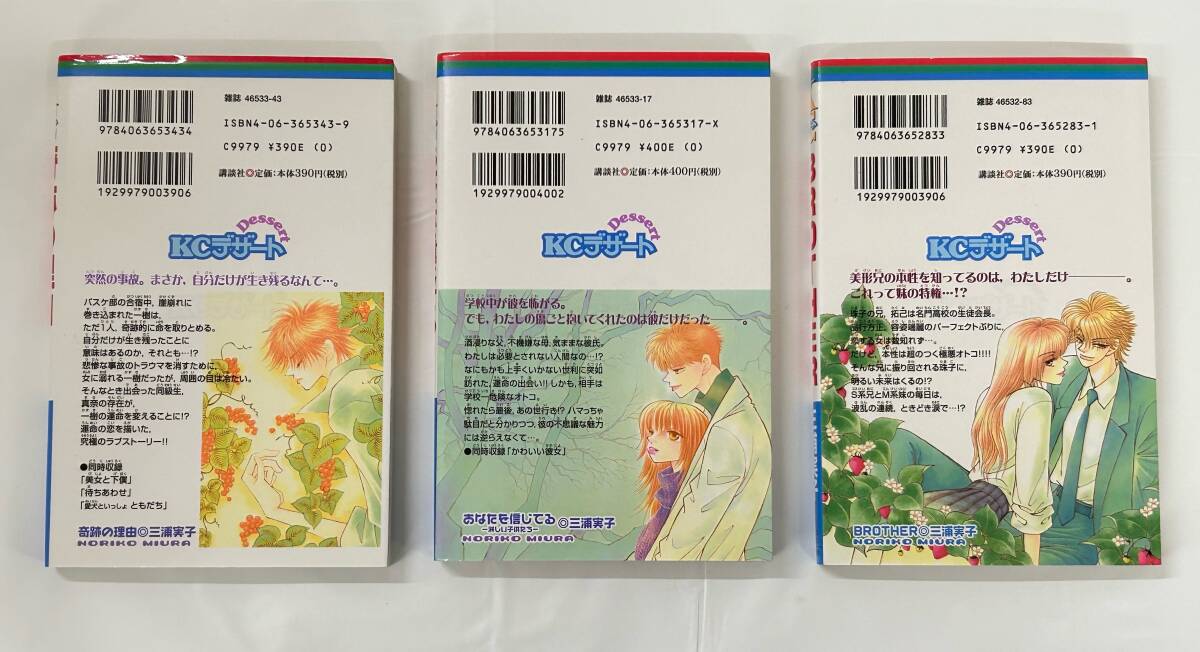 雑誌 46533-43
9784063653434
ISBN4-06-365343-9
C9979 ¥390E (0)
1929979003906
講談社◎定価：本体390円(税別)
Dessert
KCデザート
突然の事故。まさか、自分だけが生き残るなんて…。
バスケ部の合宿中、崖崩れに
巻き込まれた一樹は、
ただ1人、奇跡的に命を取りとめる。
自分だけが生き残ったことに
意味はあるのか、それとも…!?
悲惨な事故のトラウマを消すために、
女に溺れる一樹だったが、周囲の目は冷たい。
そんなとき出会った同級生、
真奈の存在が、
一樹の運命を変えることに!?
運命の恋を描いた、
究極のラブストーリー!!
●同時収録
「美女と下僕」
「待ちあわせ」
「愛犬といっしょ ともだち」
奇跡の理由◎三浦実子
NORIKO MIURA
雑誌 46533-17
9784063653175
ISBN4-06-365317-X
C9979 ¥400E (0)
1929979004002
講談社◎定価：本体400円(税別)
Dessert
KCデザート
学校中が彼を怖がる。
でも、わたしの傷ごと抱いてくれたのは彼だけだった――。
酒浸りな父、不機嫌な母、気ままな彼氏。
わたしは必要とされない人間なの…!?
なにもかも上手くいかない世利に突如
訪れた、運命の出会い!! しかも、相手は
学校一危険なオトコ。
惚れたら最後、あの世行き!? ハマっちゃ
駄目だと分かりつつ、彼の不思議な魅力
には逆らえなくて…。
●同時収録「かわいい彼女」
あなたを信じてる
―淋しい子供たち―
◎三浦実子
NORIKO MIURA
雑誌 46532-83
9784063652833
ISBN4-06-365283-1
C9979 ¥390E (0)
1929979003906
講談社◎定価：本体390円(税別)
Dessert
KCデザート
美形兄の本性を知ってるのは、わたしだけ―――。
これって妹の特権…!?
珠子の兄、拓己は名門高校の生徒会長。
品行方正、容姿端麗のパーフェクトぶりに、
恋する女は数知れず…。
だけど、本性は超のつく極悪オトコ!!!!
そんな兄に振り回される珠子に、
明るい未来はくるの!?
S系兄とM系妹の毎日は、
波乱の連続、ときどき涙で…!?
BROTHER◎三浦実子
NORIKO MIURA